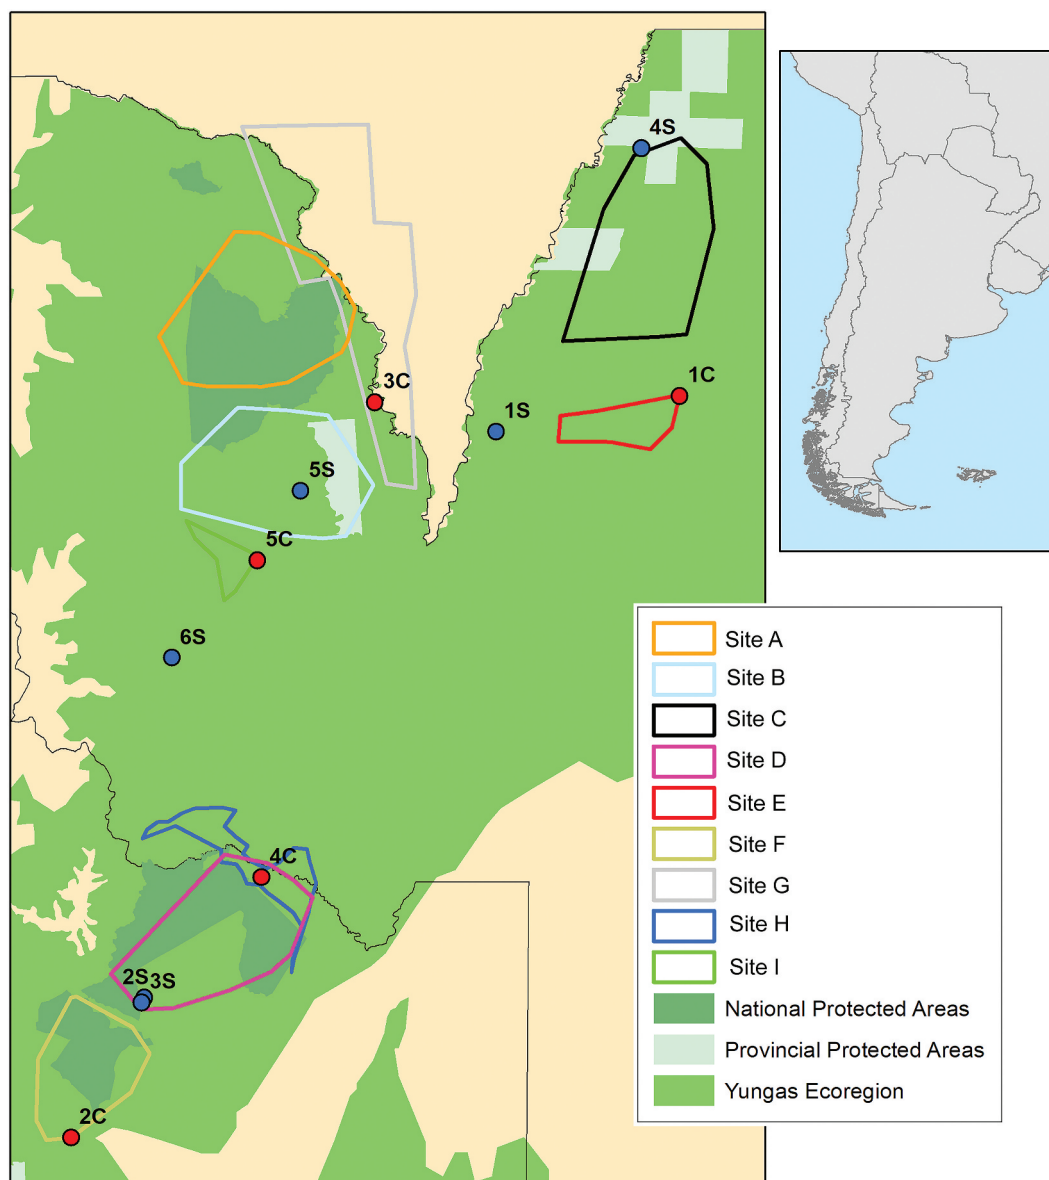 4S
3C
1C
1S
5S
5C
6S
4C
2S
3S
2C
Site A
Site B
Site C
Site D
Site E
Site F
Site G
Site H
Site I
National Protected Areas
Provincial Protected Areas
Yungas Ecoregion